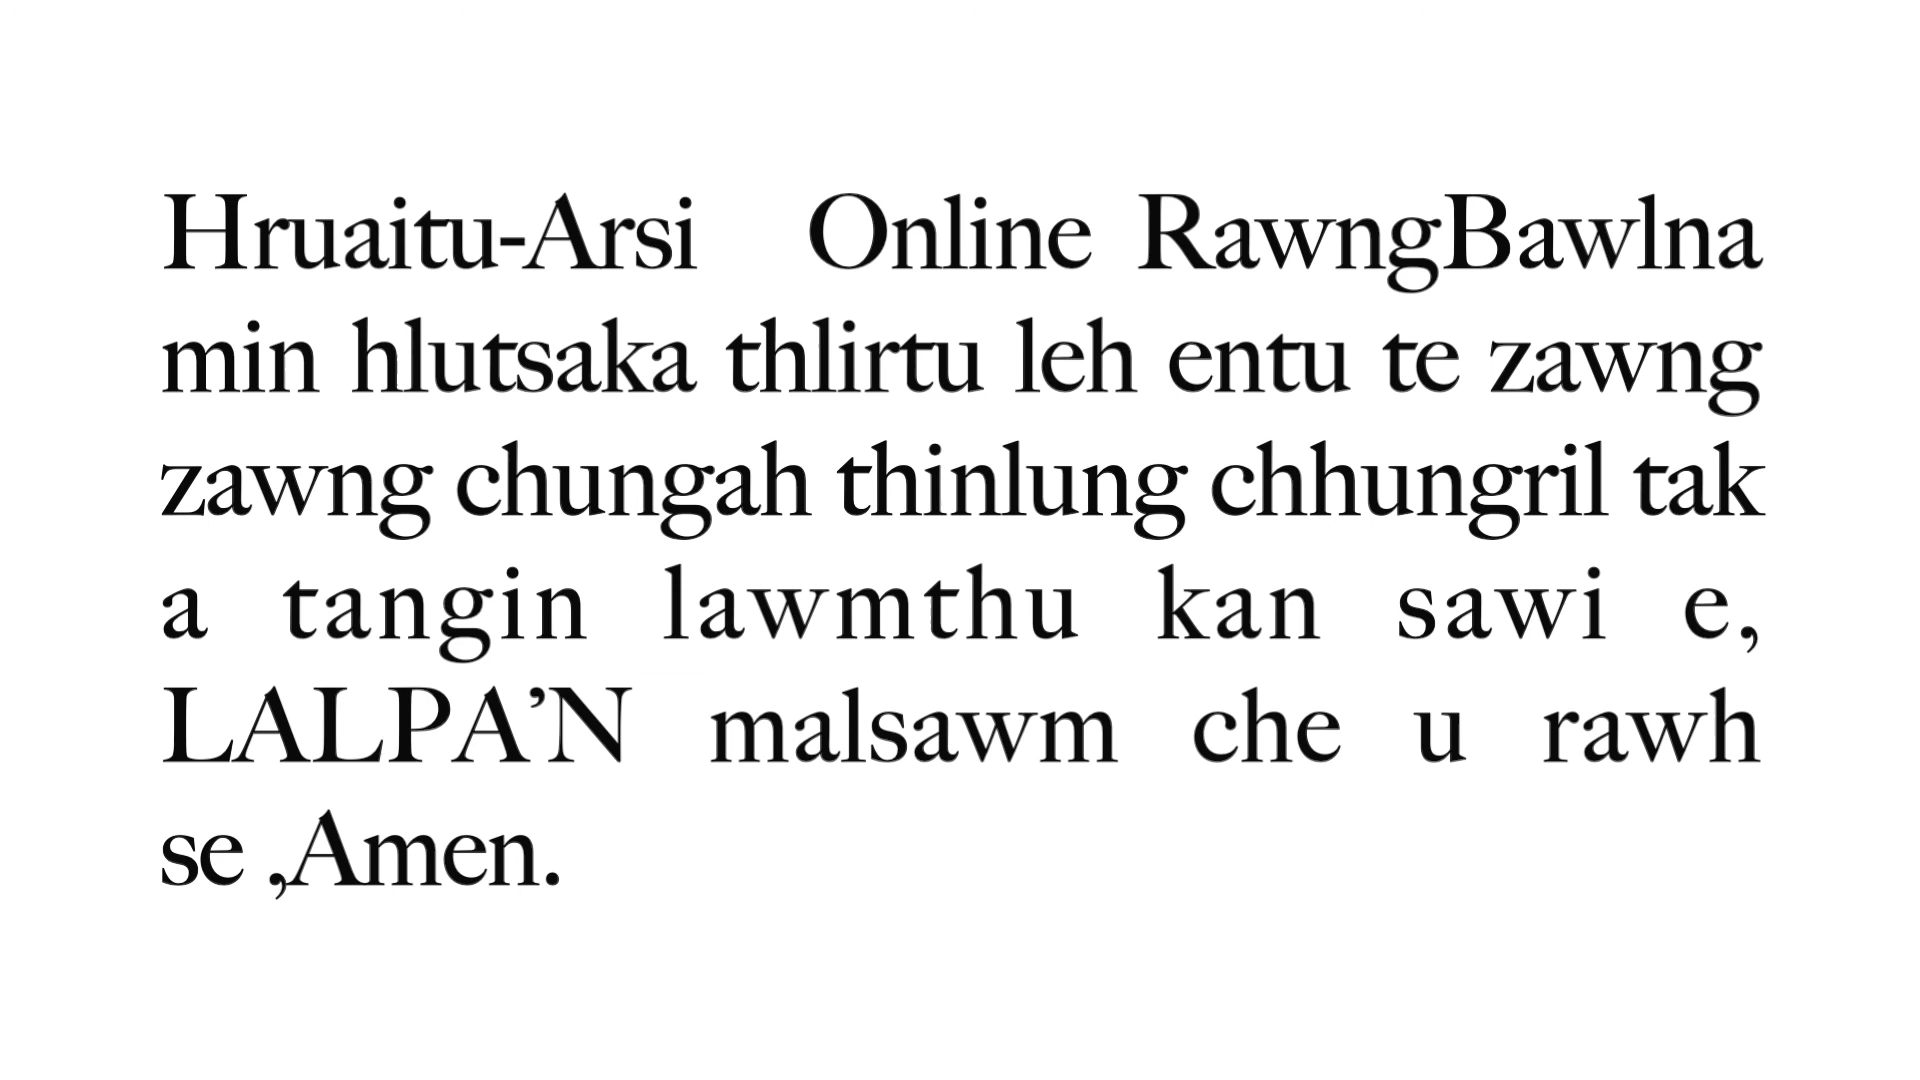 Hruaitu-Arsi Online RawngBawlna
min hlutsaka thlirtu leh entu te zawng
zawng chungah thinlung chhungril tak
a tangin lawmthu kan sawi e,
LALPA’N malsawm che u rawh
se ,Amen.